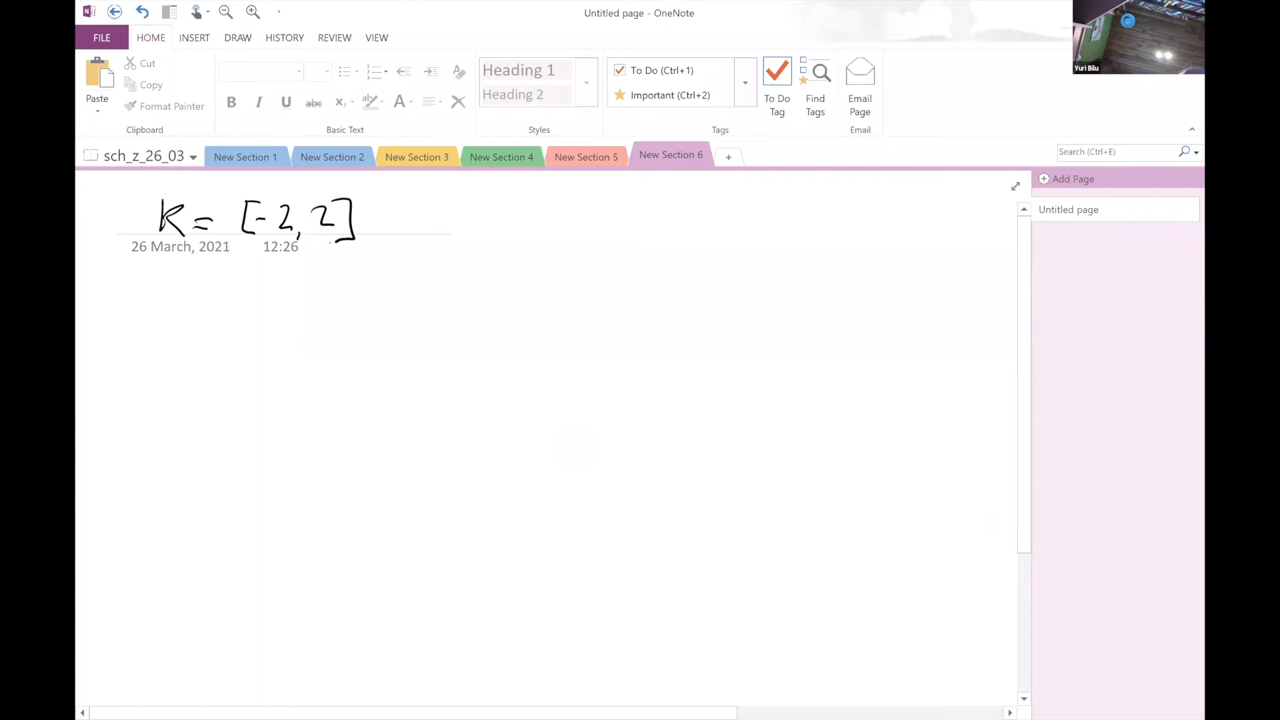 Untitled page - OneNote
FILE HOME INSERT DRAW HISTORY REVIEW VIEW
Yuri Bilu
Paste
Cut
Copy
Format Painter
Clipboard
B I U abc
Basic Text
Heading 1
Heading 2
Styles
To Do (Ctrl+1)
Important (Ctrl+2)
To Do
Tag
Find
Tags
Tags
Email
Page
Email
sch_z_26_03 New Section 1 New Section 2 New Section 3 New Section 4 New Section 5 New Section 6 + Search (Ctrl+E)
Add Page
Untitled page
K = [-2, 2]
26 March, 2021 12:26